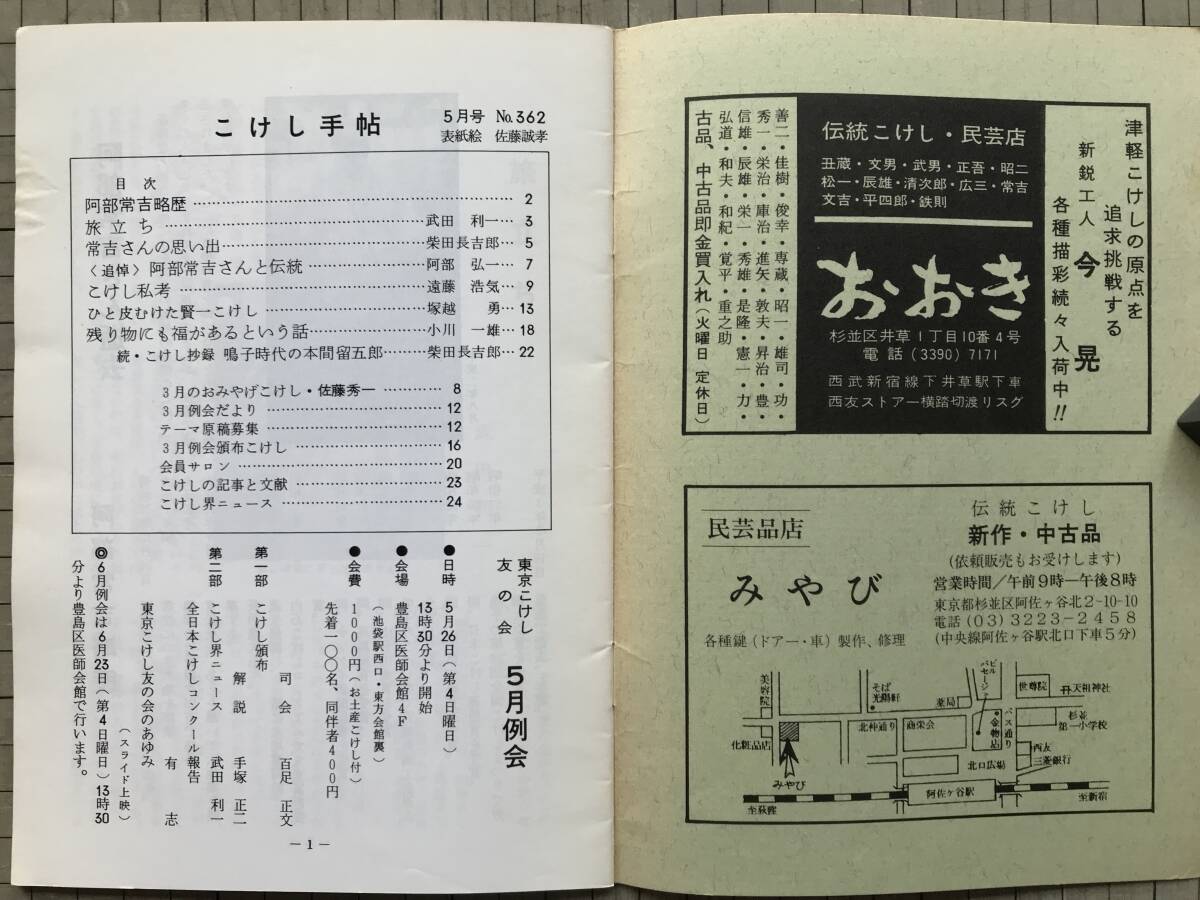 こけし手帖
5月号 No.362
表紙絵 佐藤誠孝
目次
阿部常吉略歴 2
旅立ち 武田 利一… 3
常吉さんの思い出 柴田長吉郎… 5
〈追悼〉阿部常吉さんと伝統 阿部 弘一… 7
こけし私考 遠藤 浩気… 9
ひと皮むけた賢一こけし 塚越 勇… 13
残り物にも福があるという話 小川 一雄… 18
続・こけし抄録 鳴子時代の本間留五郎 柴田長吉郎… 22
3月のおみやげこけし・佐藤秀一 8
3月例会だより 12
テーマ原稿募集 12
3月例会頒布こけし 16
会員サロン 20
こけしの記事と文献 23
こけし界ニュース 24
東京こけし友の会 5月例会
●日時 5月26日(第4日曜日)
13時30分より開始
●会場 豊島区医師会館4F
(池袋駅西口・東方会館裏)
●会費 1000円(お土産こけし付)
先着一〇〇名、同伴者400円
司会 百足 正文
第一部 こけし頒布
解説 手塚 正二
第二部 こけし界ニュース 武田 利一
全日本こけしコンクール報告
東京こけし友の会のあゆみ 有志
(スライド上映)
◎6月例会は6月23日(第4日曜日)13時30分より豊島区医師会館で行います。
― 1 ―
津軽こけしの原点を
追求挑戦する
新鋭工人 今 晃
各種描彩続々入荷中!!
伝統こけし・民芸店
丑蔵・文男・武男・正吾・昭二
松一・辰雄・清次郎・広三・常吉
文吉・平四郎・鉄則
おおき
杉並区井草1丁目10番4号
電話(3390)7171
西武新宿線下井草駅下車
西友ストアー横踏切渡リスグ
善二・佳樹・俊幸・専蔵・昭一・雄司・功・
秀一・栄治・庫治・進矢・敦夫・昇治・豊・
信雄・辰雄・栄一・秀雄・是隆・憲一・力・
弘道・和夫・和紀・覚平・重之助
古品、中古品即金買入れ(火曜日 定休日)
民芸品店
みやび
各種鍵(ドアー・車)製作、修理
伝統こけし
新作・中古品
(依頼販売もお受けします)
営業時間/午前9時―午後8時
東京都杉並区阿佐ヶ谷北2-10-10
電話(03)3223-2458
(中央線阿佐ヶ谷駅北口下車5分)
美容院
そば
光陽軒
薬局
ビル
パセージ
世尊院
天祖神社
杉並
第一小学校
バス通り
金物店
北仲通り
商栄会
化粧品店
西友
三菱銀行
北口広場
みやび
阿佐ヶ谷駅
至荻窪
至新宿